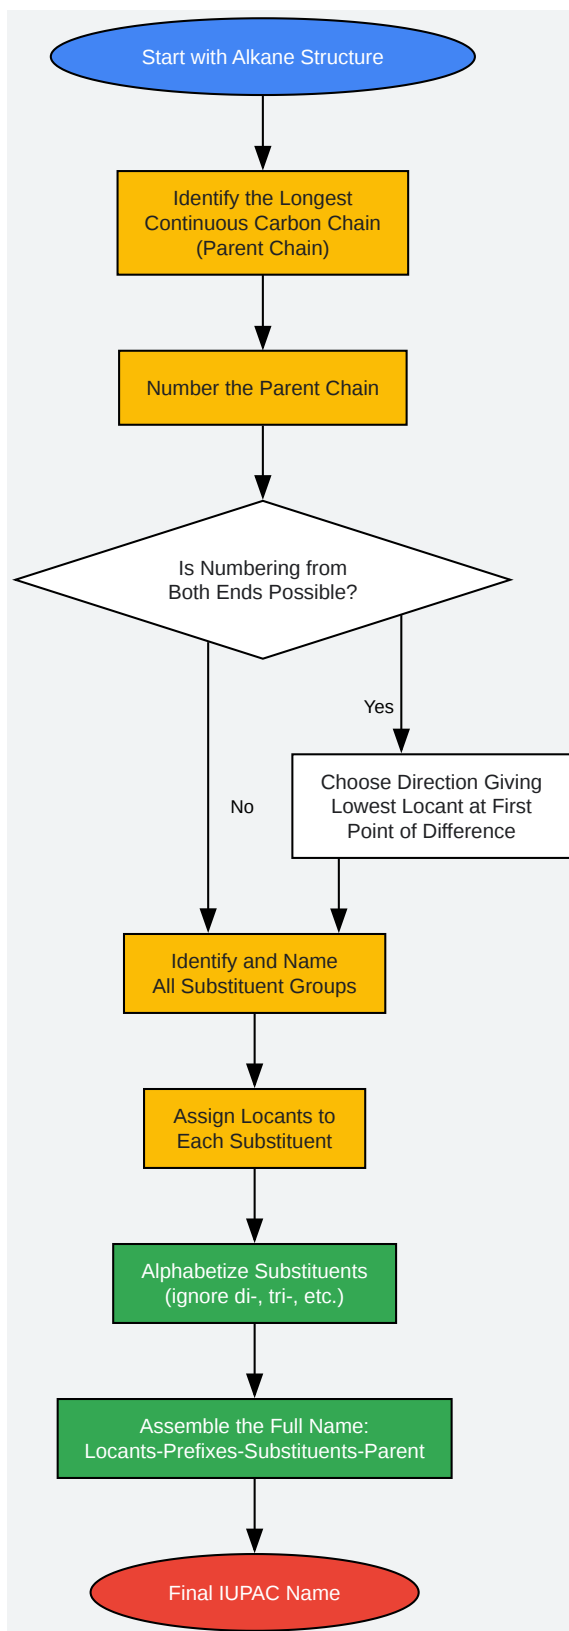 Start with Alkane Structure
Identify the Longest
Continuous Carbon Chain
(Parent Chain)
Number the Parent Chain
Is Numbering from
Both Ends Possible?
Yes
Choose Direction Giving
Lowest Locant at First
Point of Difference
No
Identify and Name
All Substituent Groups
Assign Locants to
Each Substituent
Alphabetize Substituents
(ignore di-, tri-, etc.)
Assemble the Full Name:
Locants-Prefixes-Substituents-Parent
Final IUPAC Name